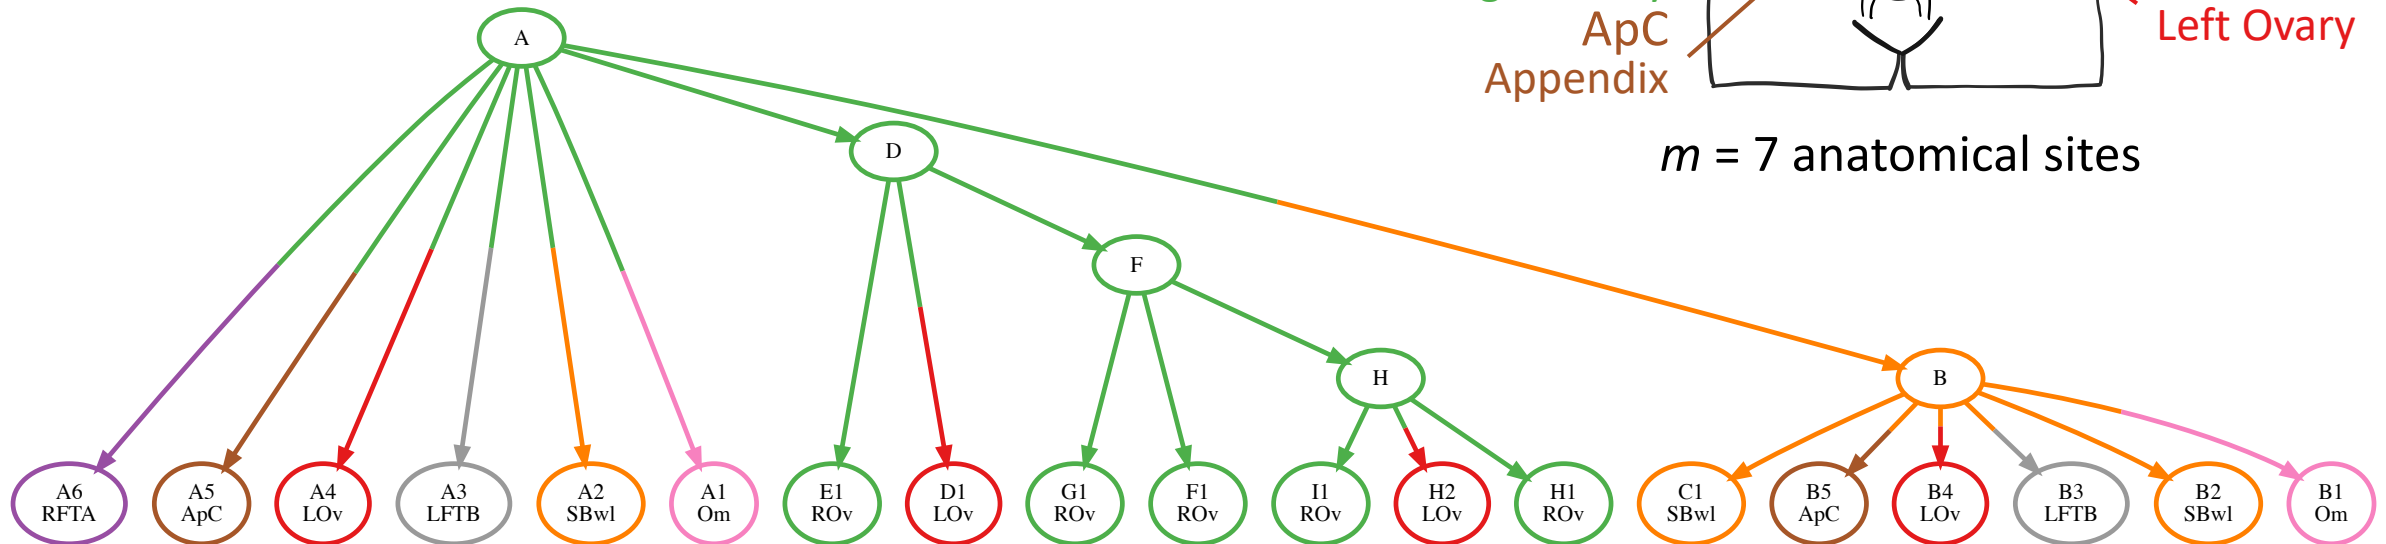 ApC
Appendix
Left Ovary
m = 7 anatomical sites
A
D
F
H
B
A6
RFTA
A5
ApC
A4
LOv
A3
LFTB
A2
SBwl
A1
Om
E1
ROv
D1
LOv
G1
ROv
F1
ROv
I1
ROv
H2
LOv
H1
ROv
C1
SBwl
B5
ApC
B4
LOv
B3
LFTB
B2
SBwl
B1
Om